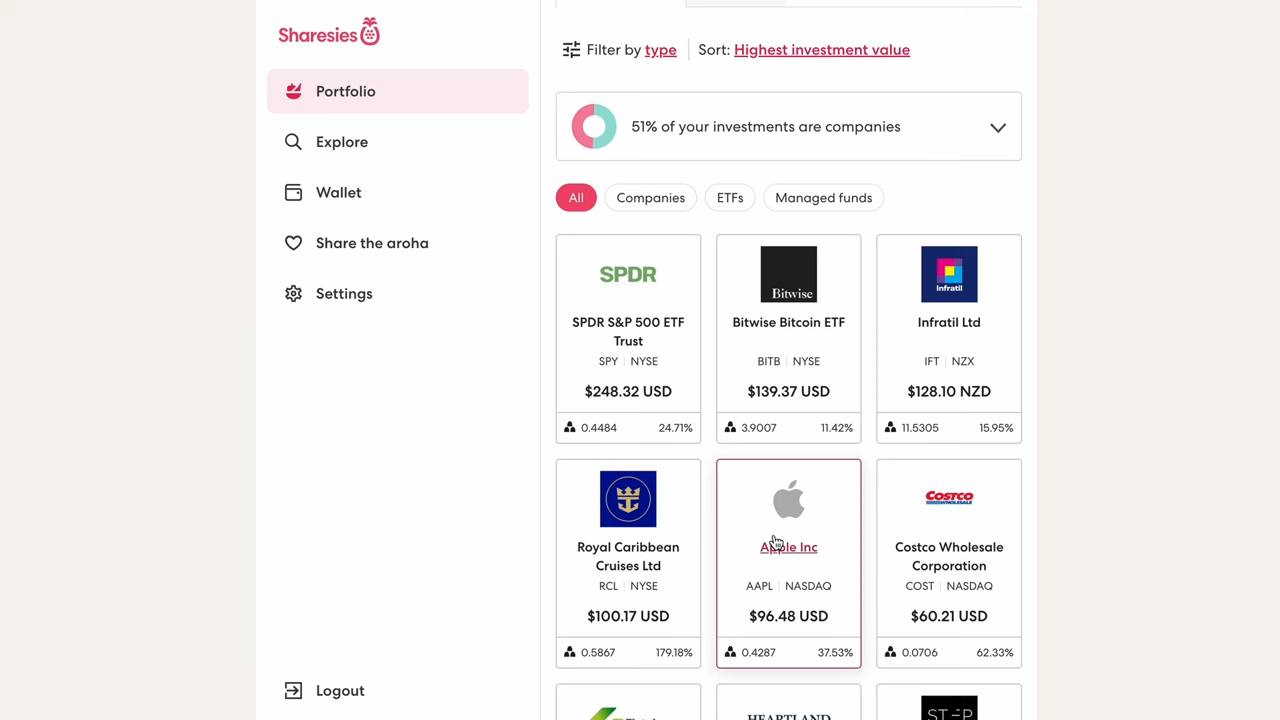 Sharesies
Portfolio
Explore
Wallet
Share the aroha
Settings
Logout
Filter by type
Sort: Highest investment value
51% of your investments are companies
All
Companies
ETFs
Managed funds
SPDR
SPDR S&P 500 ETF
Trust
SPY | NYSE
$248.32 USD
0.4484 24.71%
Bitwise
Bitwise Bitcoin ETF
BITB | NYSE
$139.37 USD
3.9007 11.42%
Infratil
Infratil Ltd
IFT | NZX
$128.10 NZD
11.5305 15.95%
Royal Caribbean
Cruises Ltd
RCL | NYSE
$100.17 USD
0.5867 179.18%
Apple Inc
AAPL | NASDAQ
$96.48 USD
0.4287 37.53%
COSTCO
WHOLESALE
Costco Wholesale
Corporation
COST | NASDAQ
$60.21 USD
0.0706 62.33%
HEARTLAND